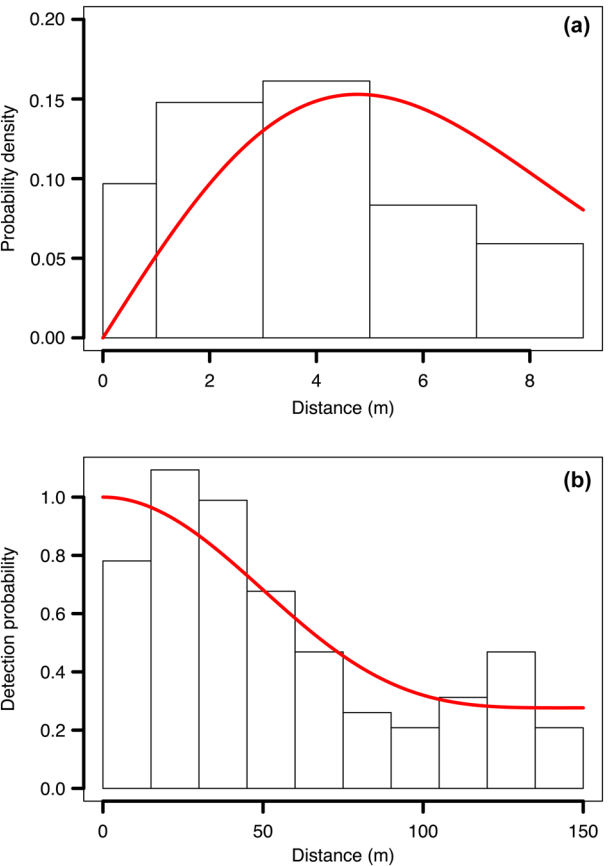 (a)
Probability density
0.20
0.15
0.10
0.05
0.00
0 2 4 6 8
Distance (m)
(b)
Detection probability
1.0
0.8
0.6
0.4
0.2
0.0
0 50 100 150
Distance (m)